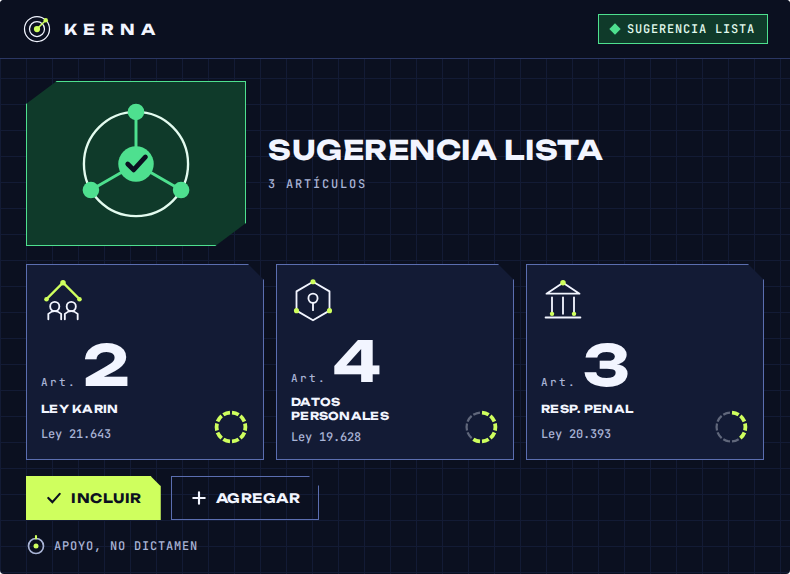 KERNA
SUGERENCIA LISTA
SUGERENCIA LISTA
3 ARTÍCULOS
Art. 2
LEY KARIN
Ley 21.643
Art. 4
DATOS
PERSONALES
Ley 19.628
Art. 3
RESP. PENAL
Ley 20.393
INCLUIR
AGREGAR
APOYO, NO DICTAMEN